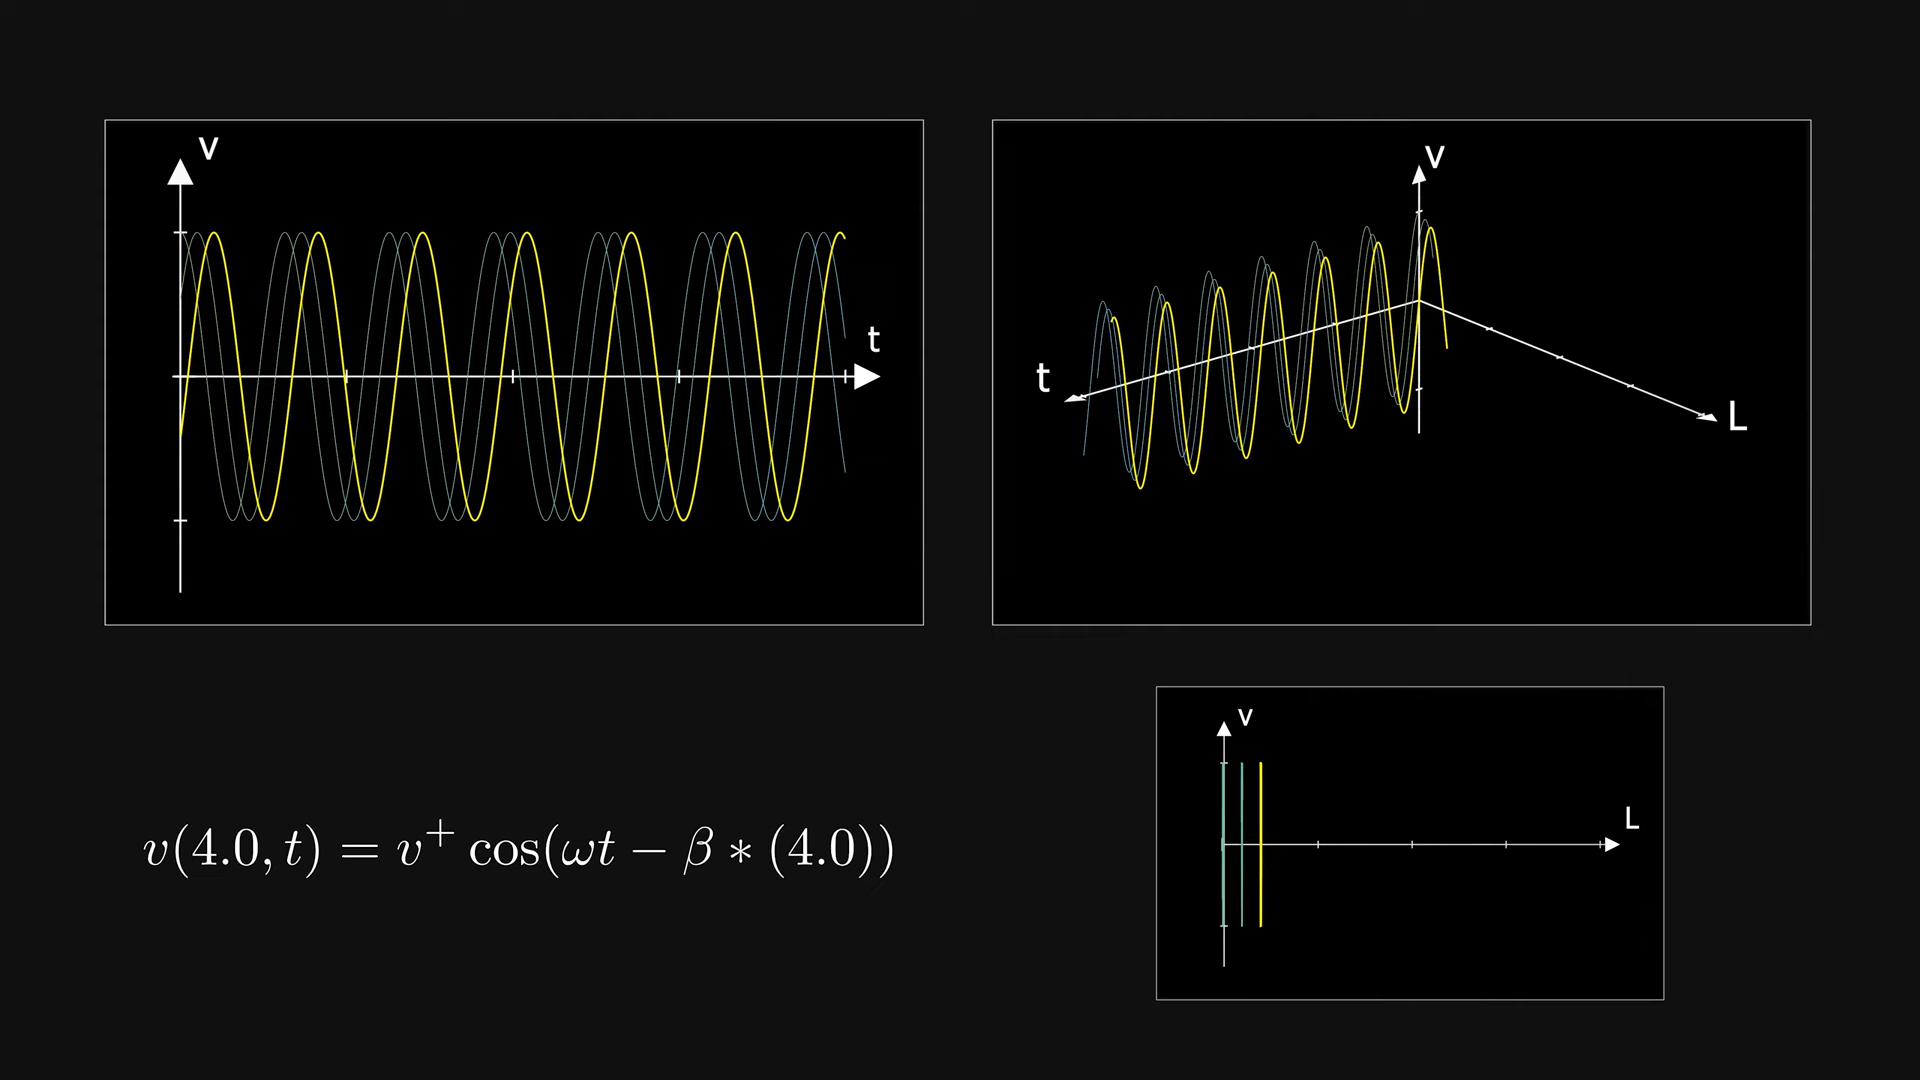 v
t
v
t
L
v
L
v(4.0, t) = v⁺ cos(ωt − β ∗ (4.0))